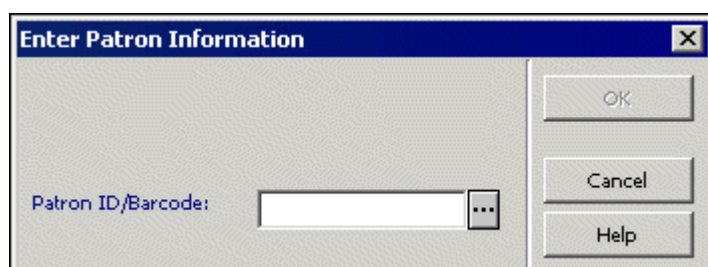 Enter Patron Information
OK
Patron ID/Barcode:
...
Cancel
Help